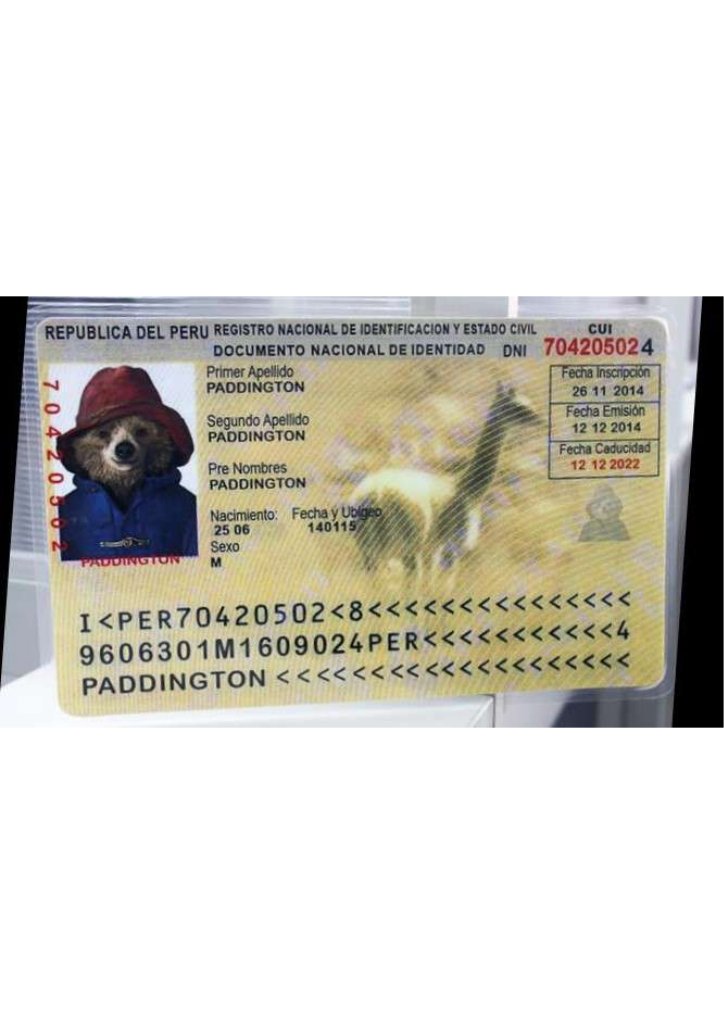 REPUBLICA DEL PERU REGISTRO NACIONAL DE IDENTIFICACION Y ESTADO CIVIL CUI
DOCUMENTO NACIONAL DE IDENTIDAD DNI 70420502 4
Primer Apellido
PADDINGTON
Segundo Apellido
PADDINGTON
Pre Nombres
PADDINGTON
Nacimiento: Fecha y Ubigeo
25 06 140115
Sexo
M
Fecha Inscripción
26 11 2014
Fecha Emisión
12 12 2014
Fecha Caducidad
12 12 2022
70420502
PADDINGTON
I<PER70420502<8<<<<<<<<<<<<<<<
9606301M1609024PER<<<<<<<<<<<4
PADDINGTON <<<<<<<<<<<<<<<<<<<